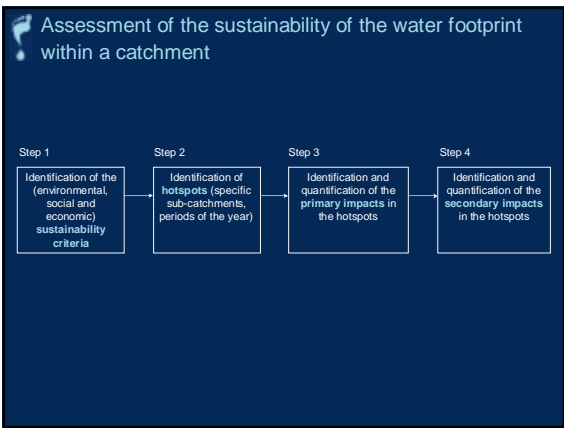 Assessment of the sustainability of the water footprint
within a catchment
Step 1
Identification of the
(environmental,
social and
economic)
sustainability
criteria
Step 2
Identification of
hotspots (specific
sub-catchments,
periods of the year)
Step 3
Identification and
quantification of the
primary impacts in
the hotspots
Step 4
Identification and
quantification of the
secondary impacts
in the hotspots